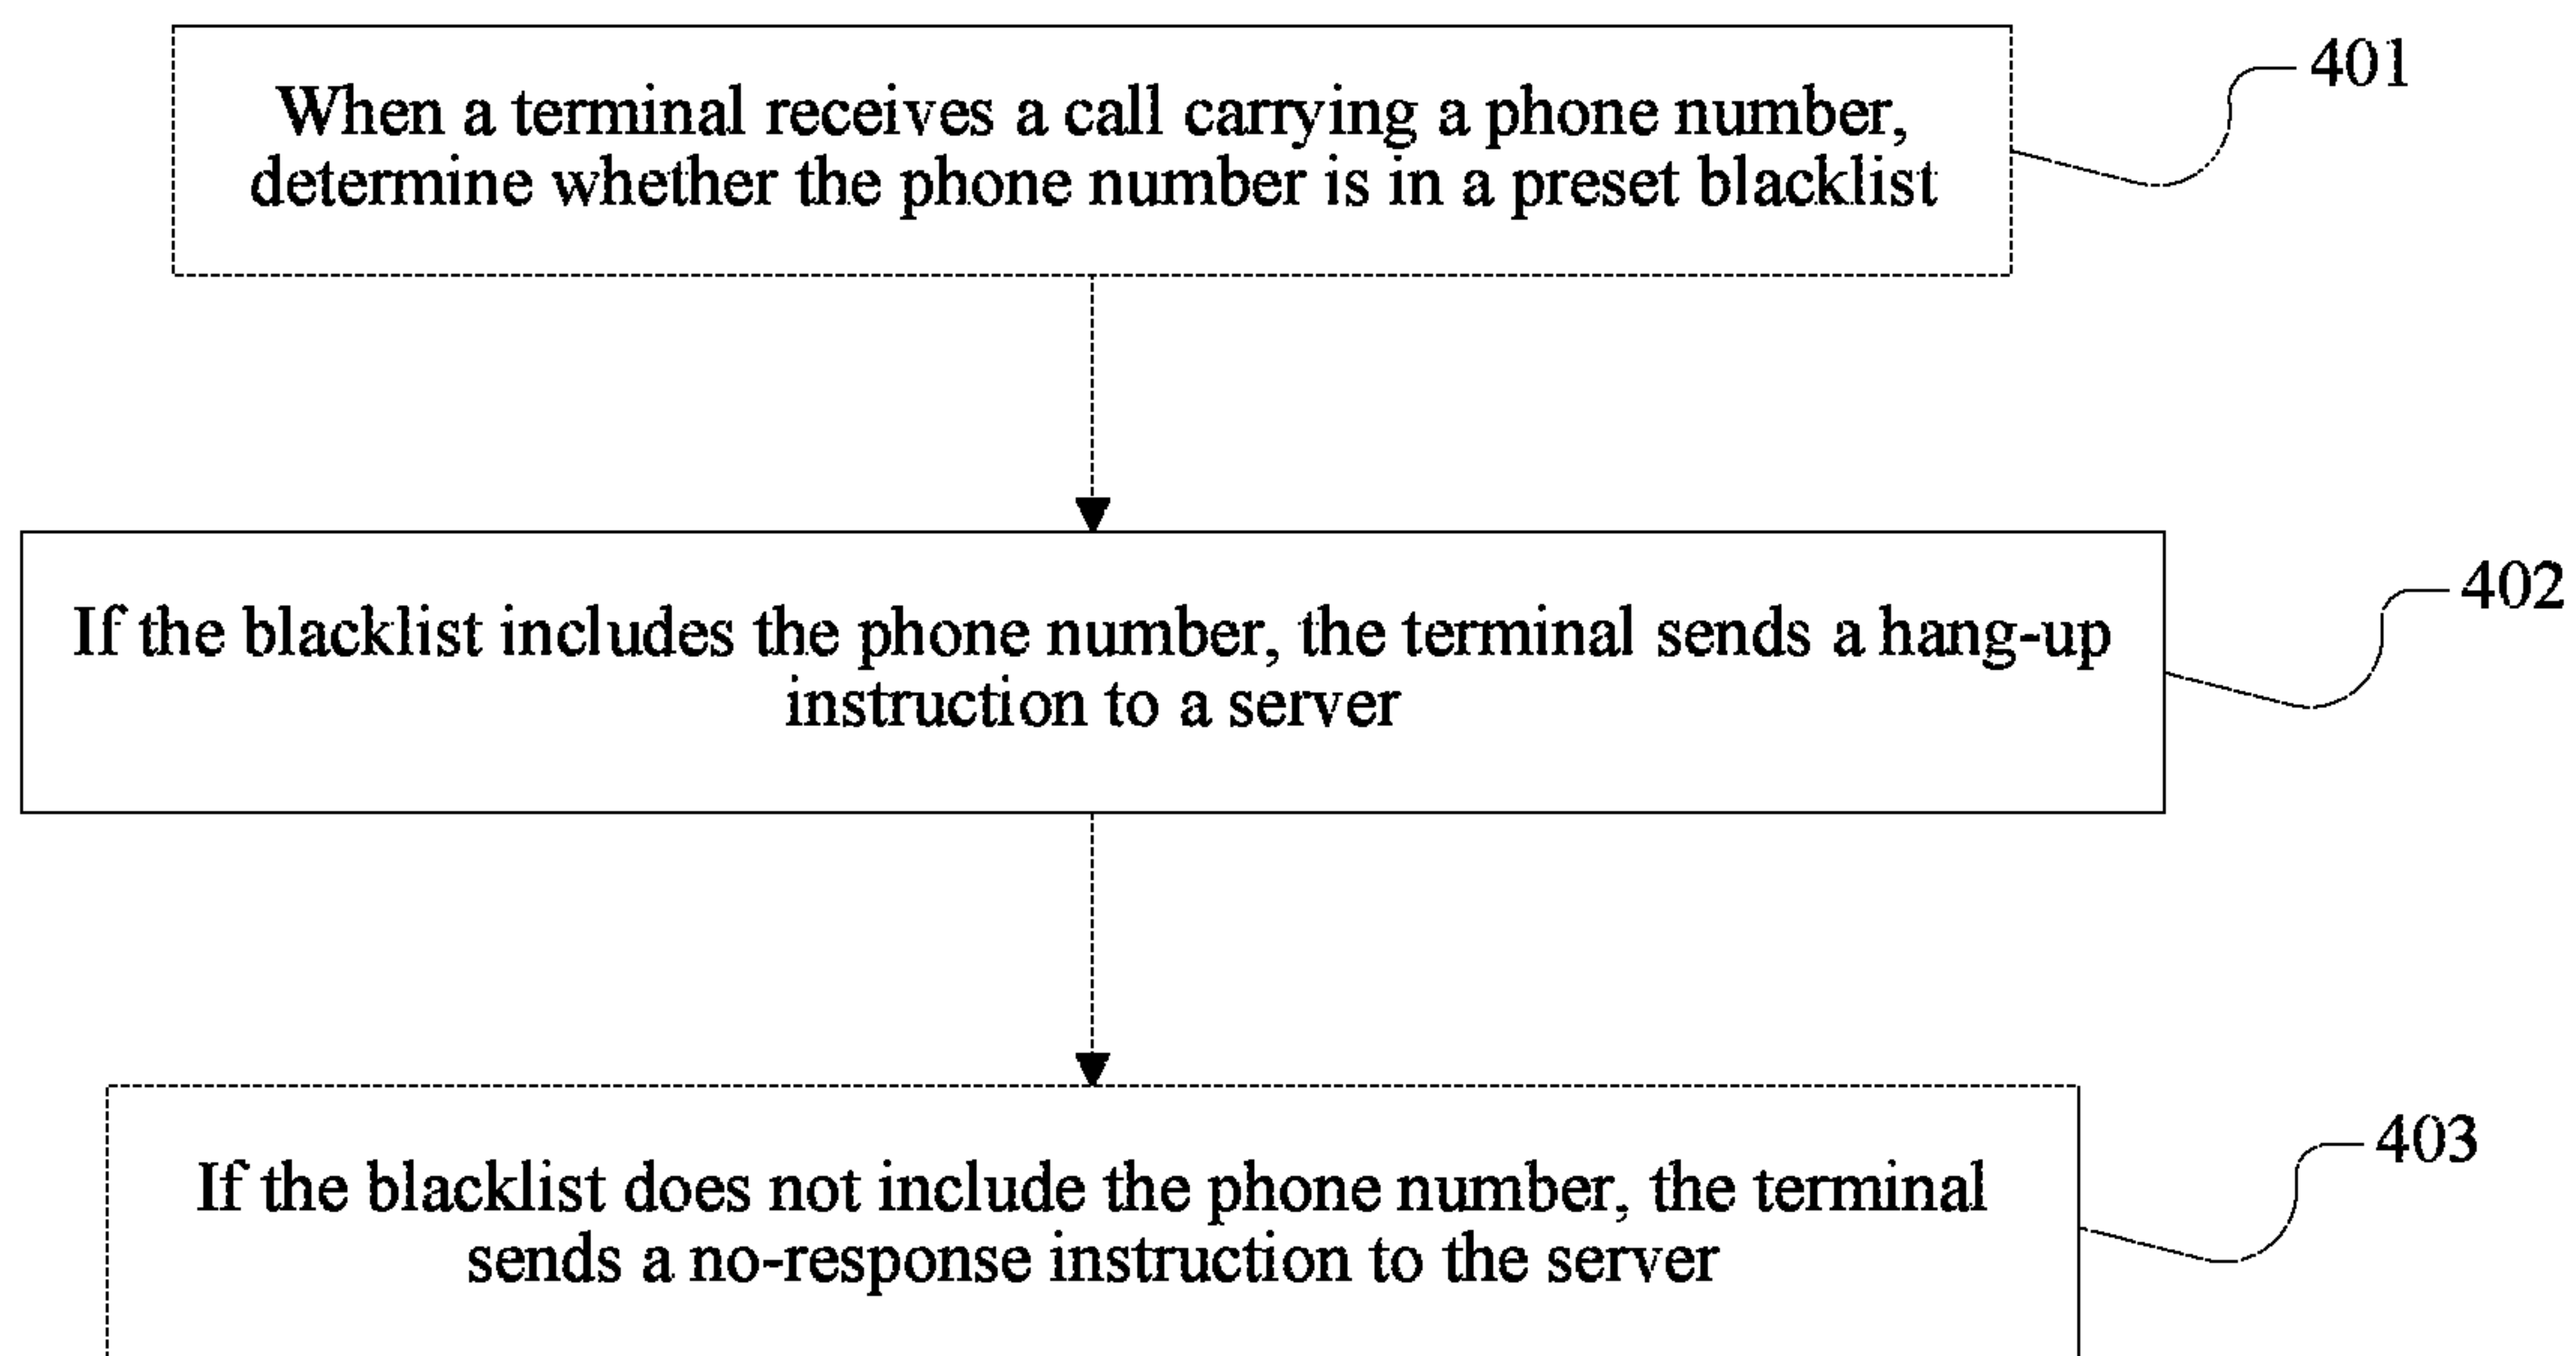 When a terminal receives a call carrying a phone number,
determine whether the phone number is in a preset blacklist
401
If the blacklist includes the phone number, the terminal sends a hang-up
instruction to a server
402
If the blacklist does not include the phone number, the terminal
sends a no-response instruction to the server
403